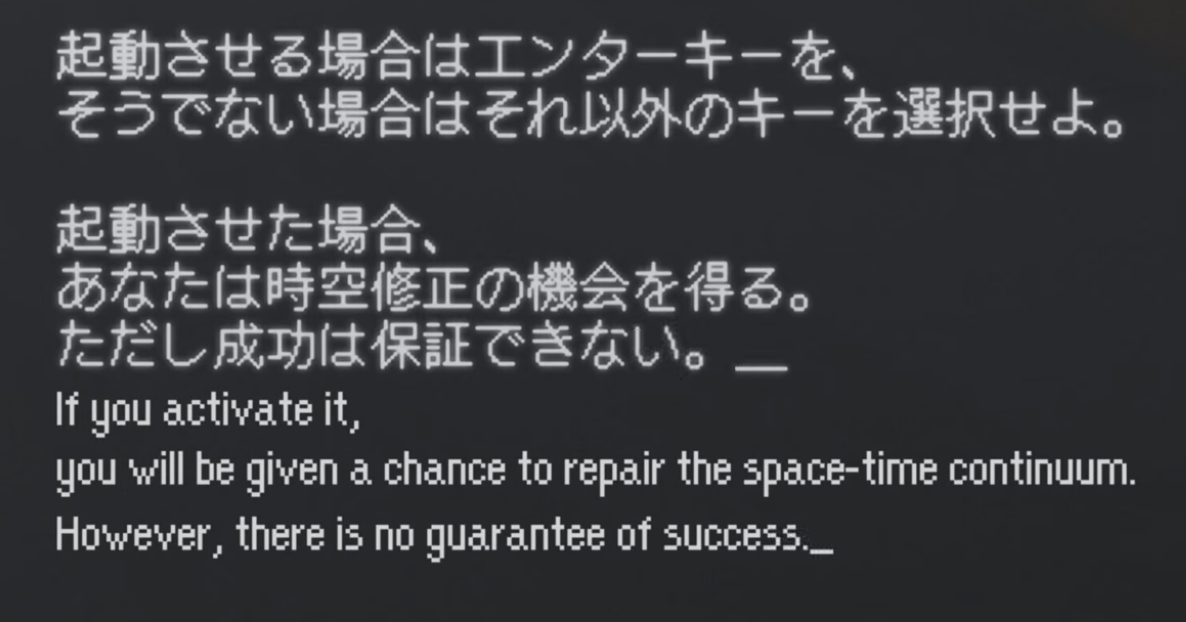 起動させる場合はエンターキーを、
そうでない場合はそれ以外のキーを選択せよ。
起動させた場合、
あなたは時空修正の機会を得る。
ただし成功は保証できない。＿
If you activate it,
you will be given a chance to repair the space-time continuum.
However, there is no guarantee of success._